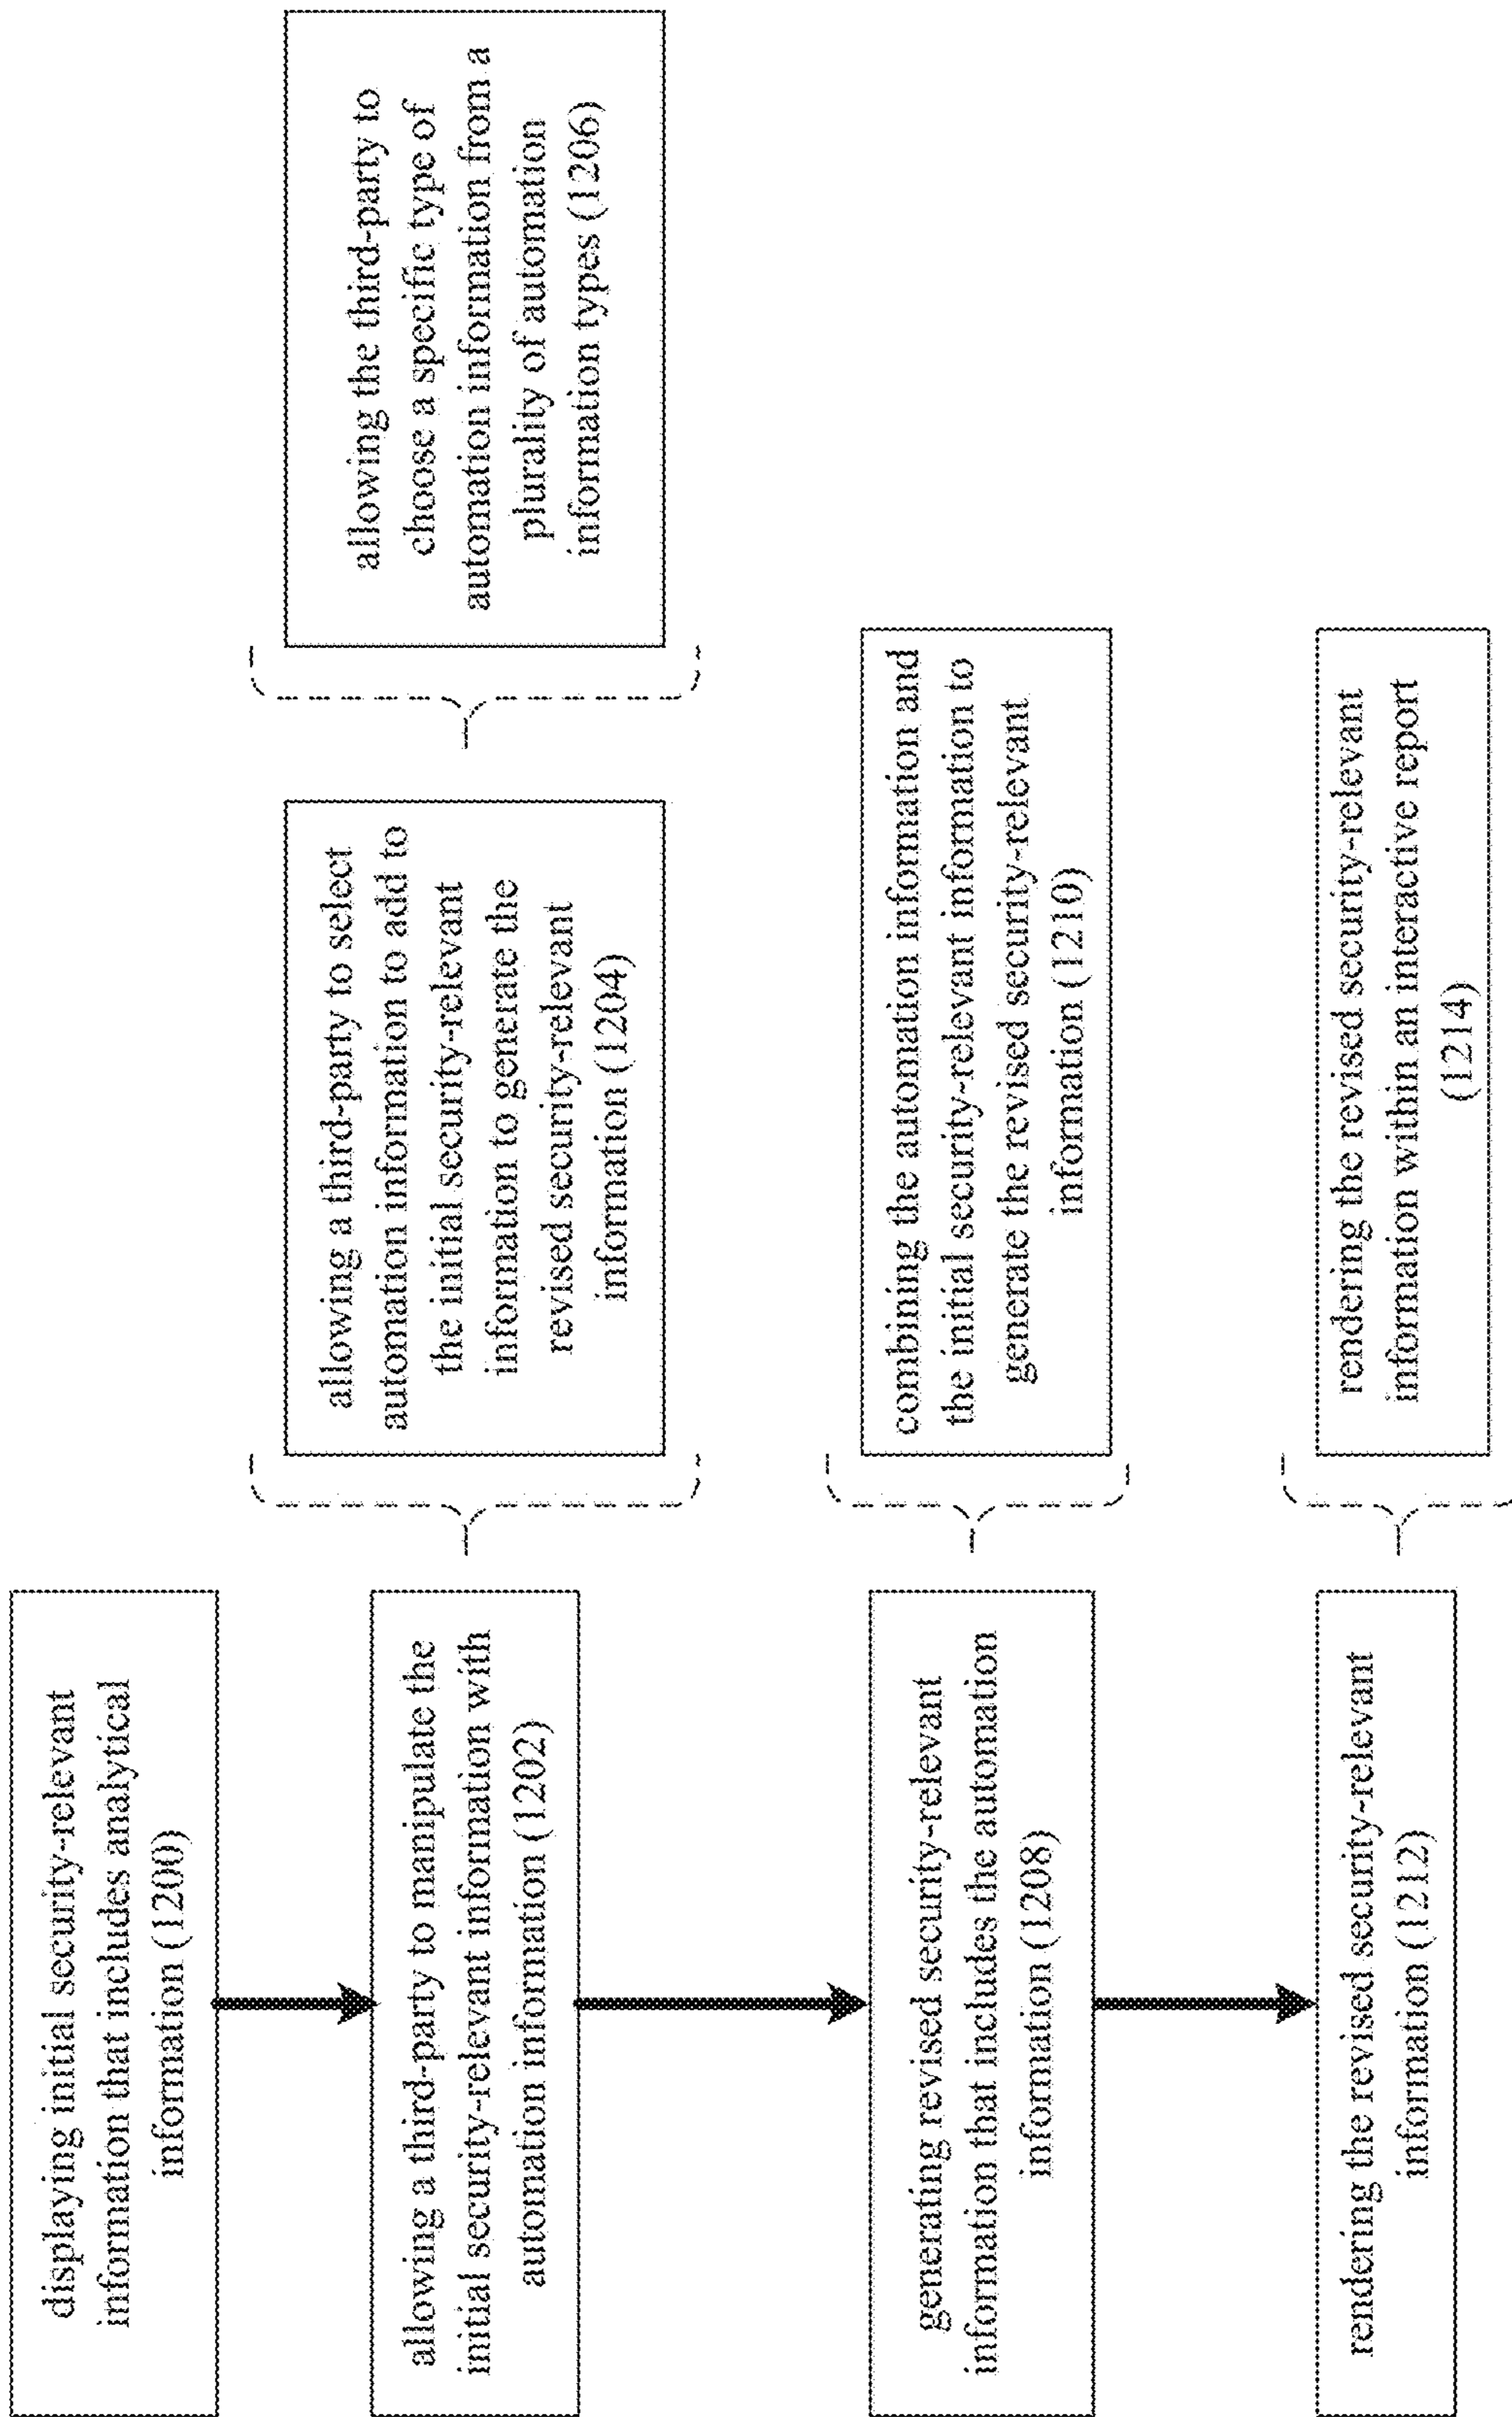 displaying initial security-relevant
information that includes analytical
information (1200)
allowing a third-party to manipulate the
initial security-relevant information with
automation information (1202)
allowing a third-party to select
automation information to add to
the initial security-relevant
information to generate the
revised security-relevant
information (1204)
allowing the third-party to
choose a specific type of
automation information from a
plurality of automation
information types (1206)
generating revised security-relevant
information that includes the automation
information (1208)
combining the automation information and
the initial security-relevant information to
generate the revised security-relevant
information (1210)
rendering the revised security-relevant
information (1212)
rendering the revised security-relevant
information within an interactive report
(1214)